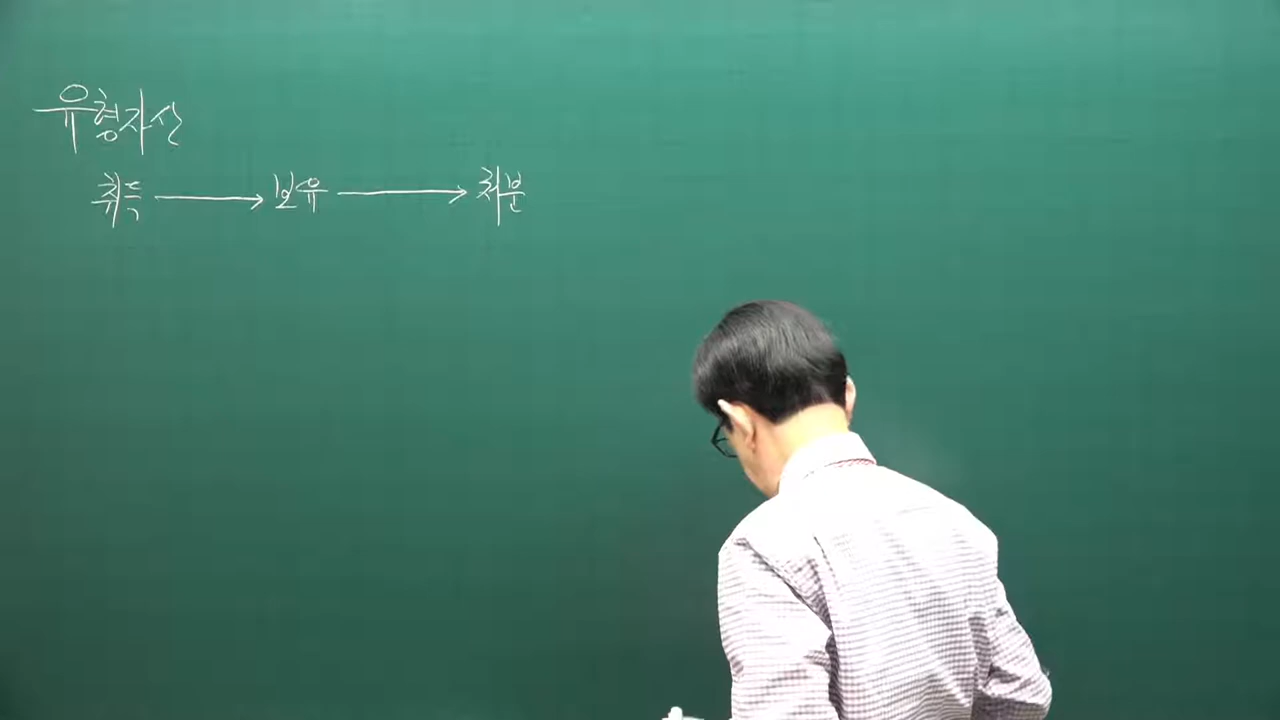 유형자산
취득 → 보유 → 처분